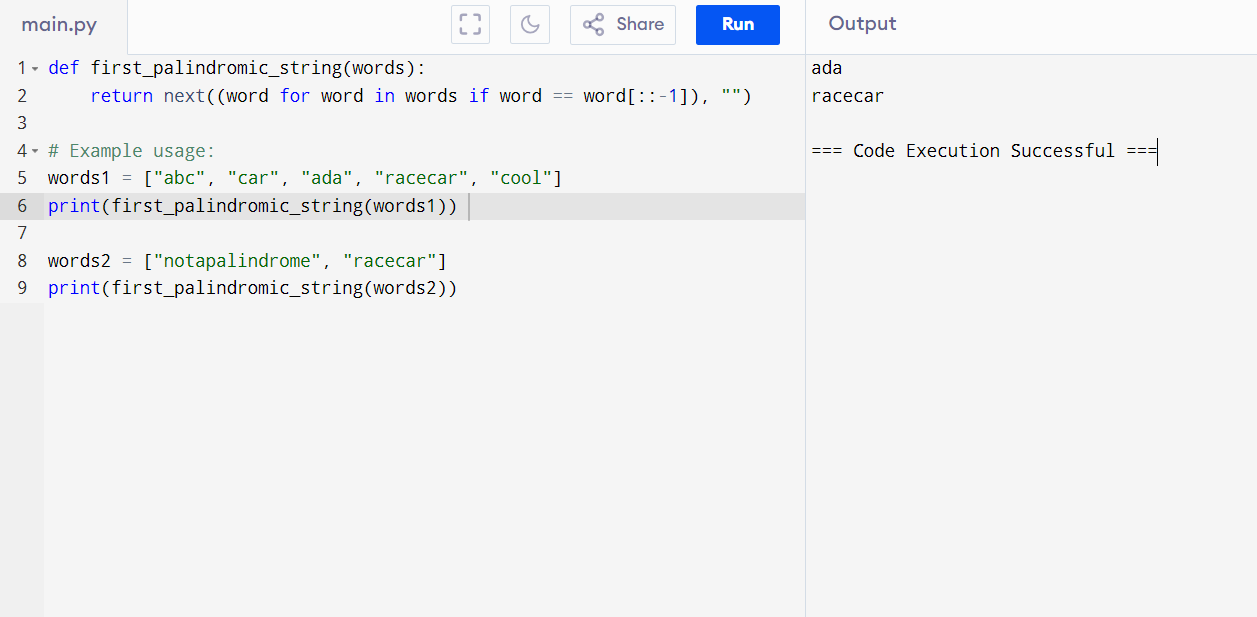 main.py
Share
Run
Output
1 def first_palindromic_string(words):
2     return next((word for word in words if word == word[::-1]), "")
3
4 # Example usage:
5 words1 = ["abc", "car", "ada", "racecar", "cool"]
6 print(first_palindromic_string(words1))
7
8 words2 = ["notapalindrome", "racecar"]
9 print(first_palindromic_string(words2))
ada
racecar
=== Code Execution Successful ===